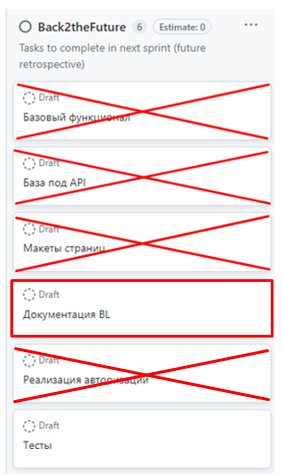 Back2theFuture 6 Estimate: 0 ...
Tasks to complete in next sprint (future
retrospective)
Draft
Базовый функционал
Draft
База под API
Draft
Макеты страниц
Draft
Документация BL
Draft
Реализация авторизации
Draft
Тесты